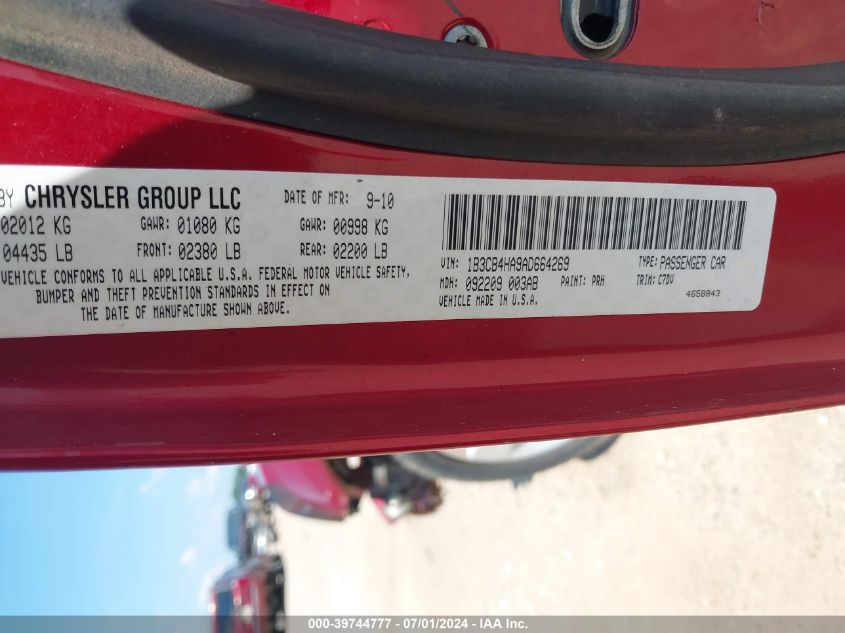 BY CHRYSLER GROUP LLC DATE OF MFR: 9-10
02012 KG GAWR: 01080 KG GAWR: 00998 KG
04435 LB FRONT: 02380 LB REAR: 02200 LB
VEHICLE CONFORMS TO ALL APPLICABLE U.S.A. FEDERAL MOTOR VEHICLE SAFETY,
BUMPER AND THEFT PREVENTION STANDARDS IN EFFECT ON
THE DATE OF MANUFACTURE SHOWN ABOVE.
VIN: 1B3CB4HA9AD664269 TYPE: PASSENGER CAR
MDH: 092209 003AB PAINT: PRH TRIM: C7DV
VEHICLE MADE IN U.S.A. 4658843
000-39744777 - 07/01/2024 - IAA Inc.